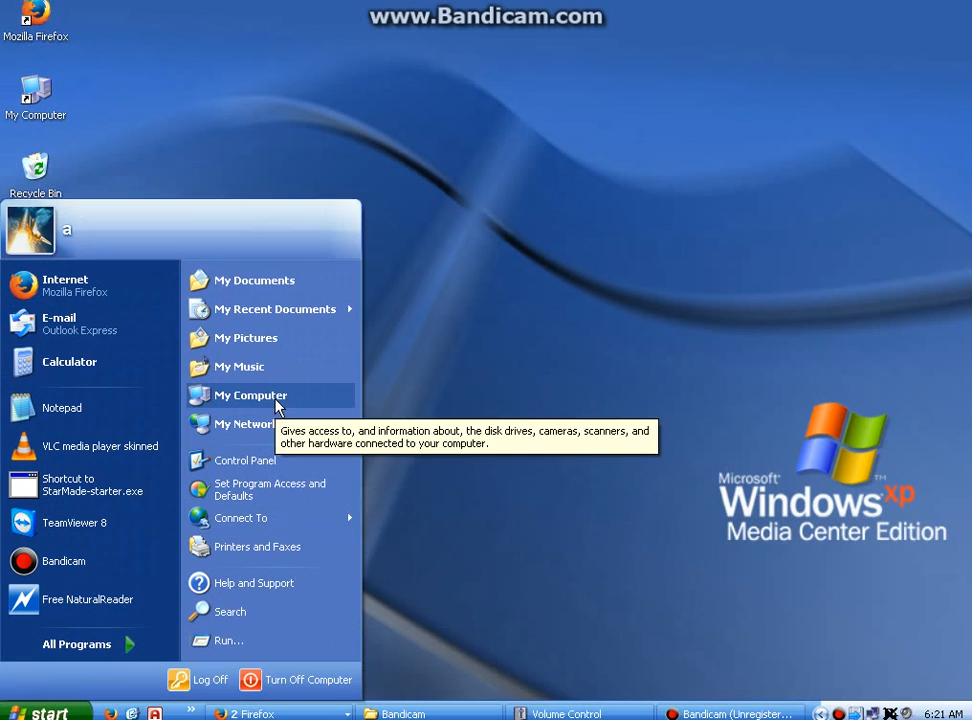 www.Bandicam.com
Mozilla Firefox
My Computer
Recycle Bin
a
Internet
Mozilla Firefox
E-mail
Outlook Express
Calculator
Notepad
VLC media player skinned
Shortcut to
StarMade-starter.exe
TeamViewer 8
Bandicam
Free NaturalReader
All Programs
My Documents
My Recent Documents
My Pictures
My Music
My Computer
My Networ
Gives access to, and information about, the disk drives, cameras, scanners, and
other hardware connected to your computer.
Control Panel
Set Program Access and
Defaults
Connect To
Printers and Faxes
Help and Support
Search
Run...
Log Off
Turn Off Computer
Microsoft®
Windows xp
Media Center Edition
start
2 Firefox
Bandicam
Volume Control
Bandicam (Unregister...
6:21 AM